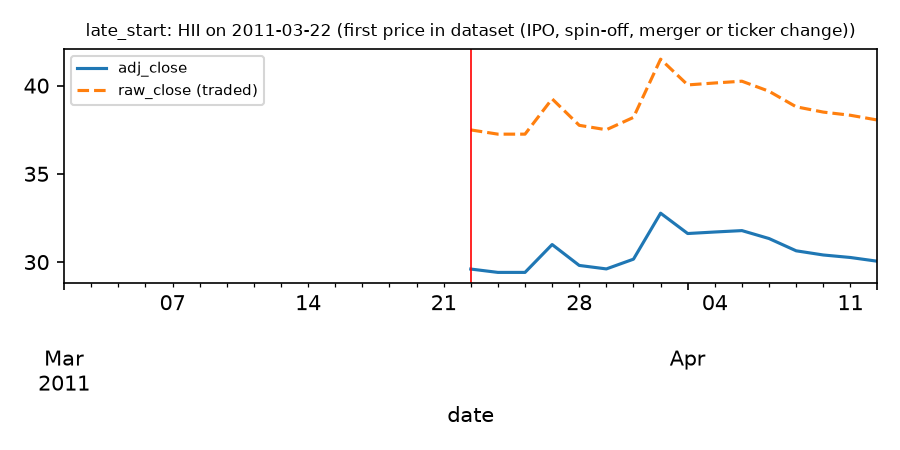 late_start: HII on 2011-03-22 (first price in dataset (IPO, spin-off, merger or ticker change))
adj_close
raw_close (traded)
40
35
30
07 14 21 28 04 11
Mar Apr
2011
date